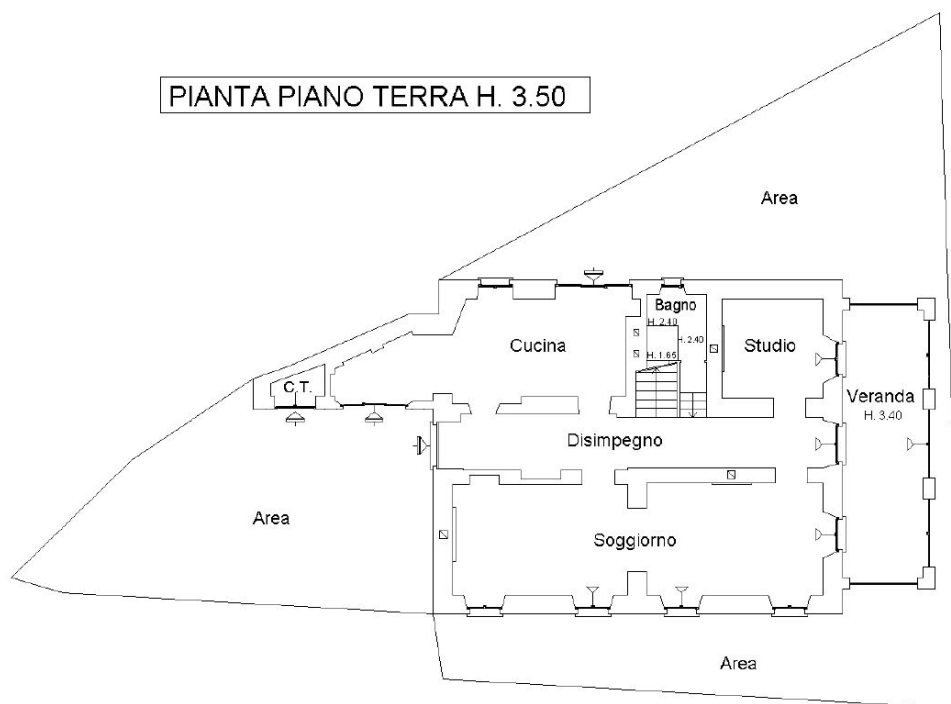 PIANTA PIANO TERRA H. 3.50
Area
Bagno
H. 2.40
H. 2.40
H. 1.65
Cucina
Studio
C.T.
Veranda
H. 3.40
Disimpegno
Area
Soggiorno
Area